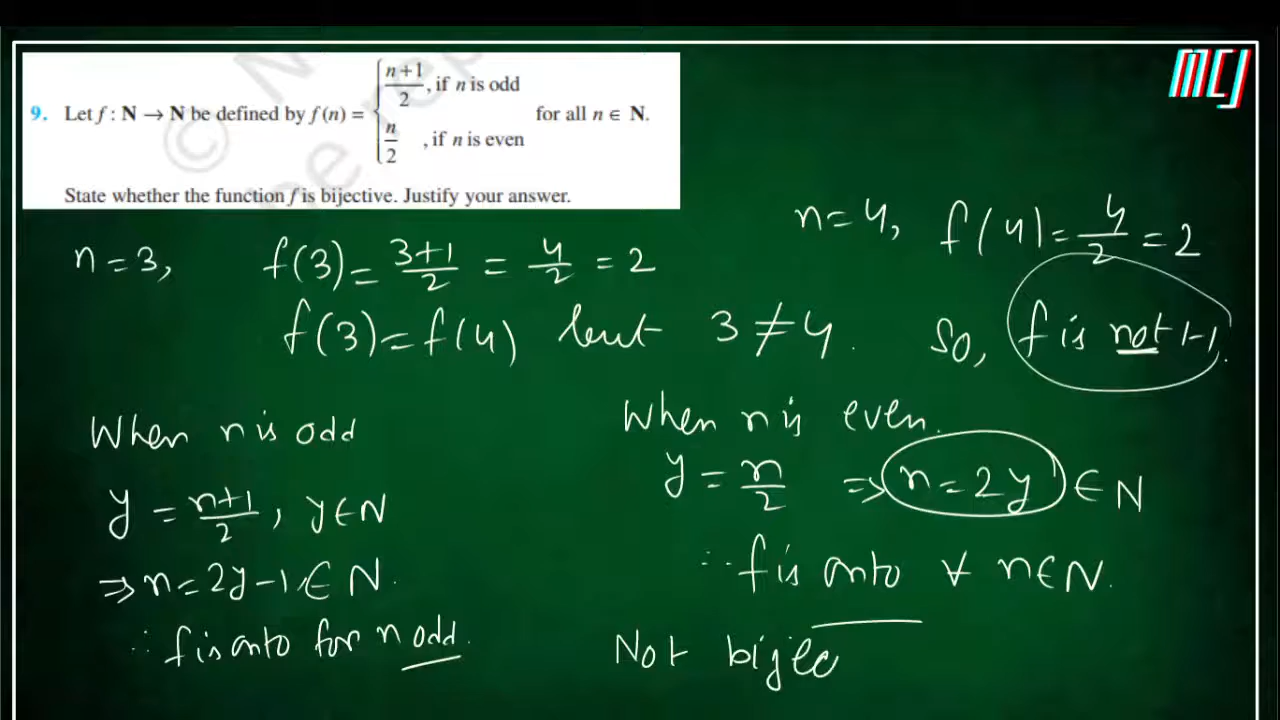 MCJ
9. Let f : N → N be defined by f (n) = { n+1/2, if n is odd
n/2 , if n is even
for all n ∈ N.
State whether the function f is bijective. Justify your answer.
n = 3, f(3) = 3+1/2 = 4/2 = 2
n = 4, f(4) = 4/2 = 2
f(3) = f(4) but 3 ≠ 4. So, f is not 1-1.
When n is odd
y = n+1/2, y ∈ N
⇒ n = 2y-1 ∈ N.
∴ f is onto for n odd.
When n is even.
y = n/2 ⇒ n = 2y ∈ N
∴ f is onto ∀ n ∈ N.
Not bijec